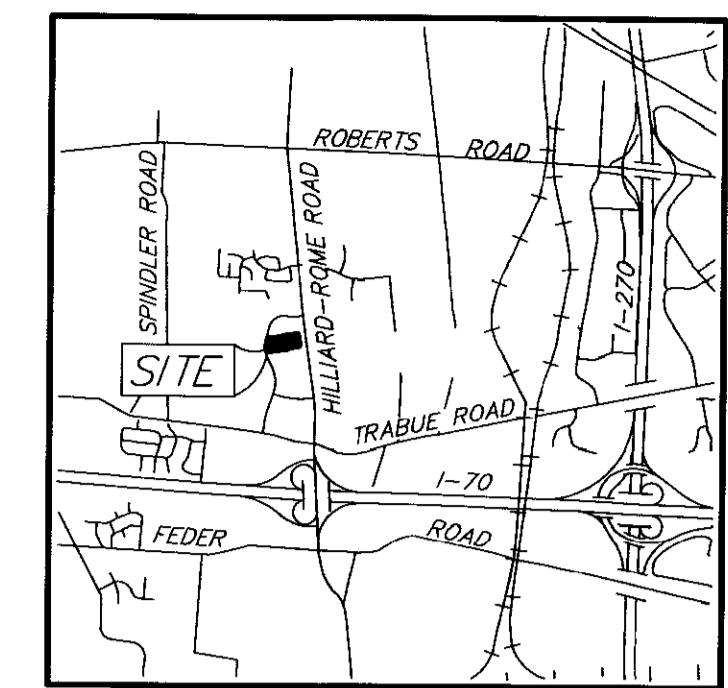 ROBERTS ROAD
SPINDLER ROAD
HILLIARD-ROME ROAD
I-270
SITE
TRABUE ROAD
I-70
FEDER ROAD